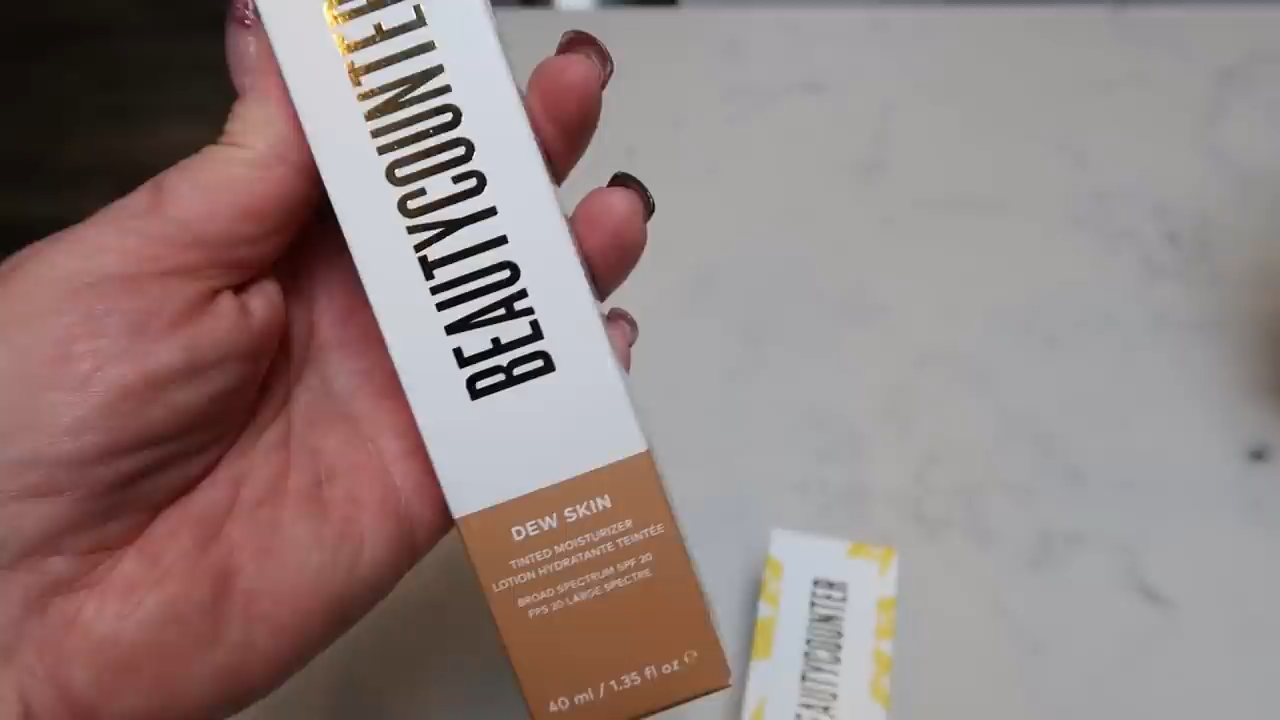 BEAUTYCOUNTER
DEW SKIN
TINTED MOISTURIZER
LOTION HYDRATANTE TEINTÉE
BROAD SPECTRUM SPF 20
FPS 20 LARGE SPECTRE
40 ml / 1.35 fl oz ℮
EAUTYCOUNTER